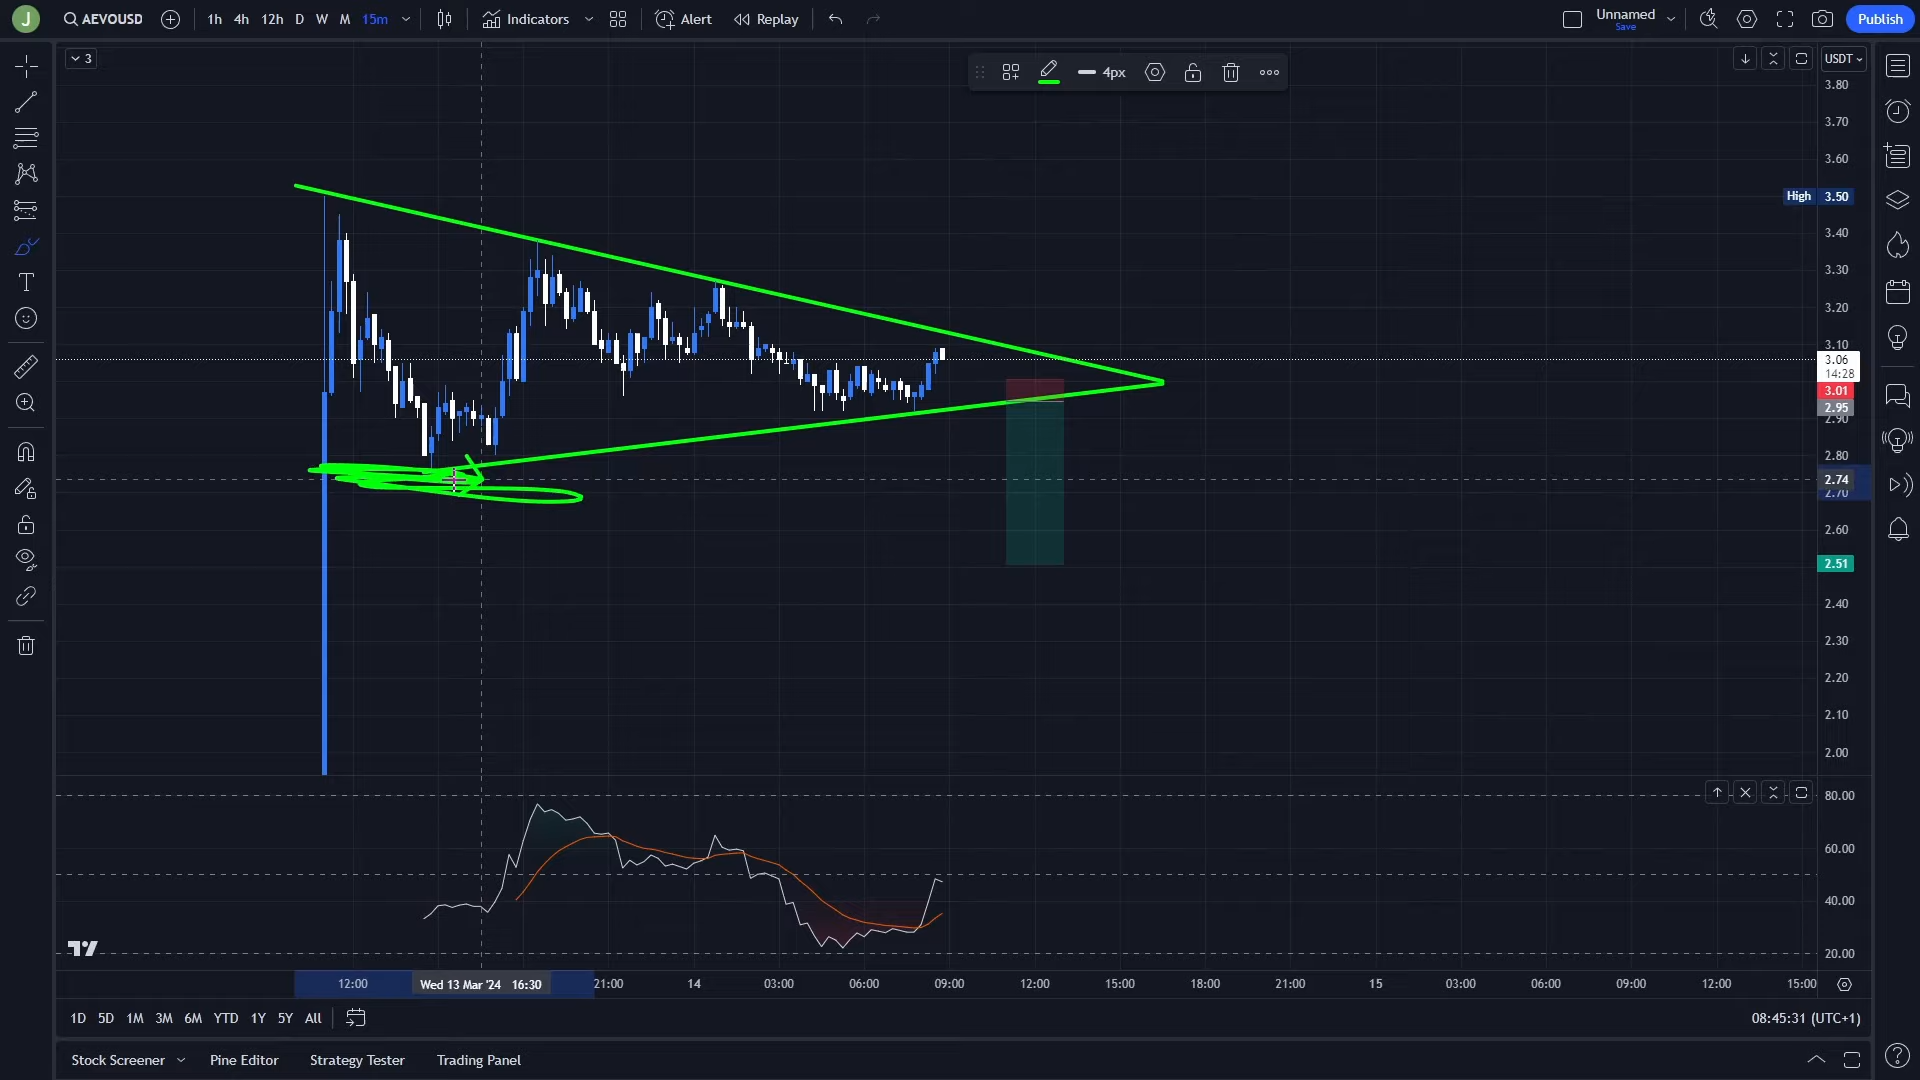 J
AEVOUSD
1h 4h 12h D W M 15m
Indicators
Alert
Replay
Unnamed
Save
Publish
3
4px
USDT
3.80
3.70
3.60
High 3.50
3.40
3.30
3.20
3.10
3.06
14:28
3.01
2.95
2.90
2.80
2.74
2.70
2.60
2.51
2.40
2.30
2.20
2.10
2.00
80.00
60.00
40.00
20.00
12:00 Wed 13 Mar '24 16:30 21:00 14 03:00 06:00 09:00 12:00 15:00 18:00 21:00 15 03:00 06:00 09:00 12:00 15:00
1D 5D 1M 3M 6M YTD 1Y 5Y All
08:45:31 (UTC+1)
Stock Screener Pine Editor Strategy Tester Trading Panel